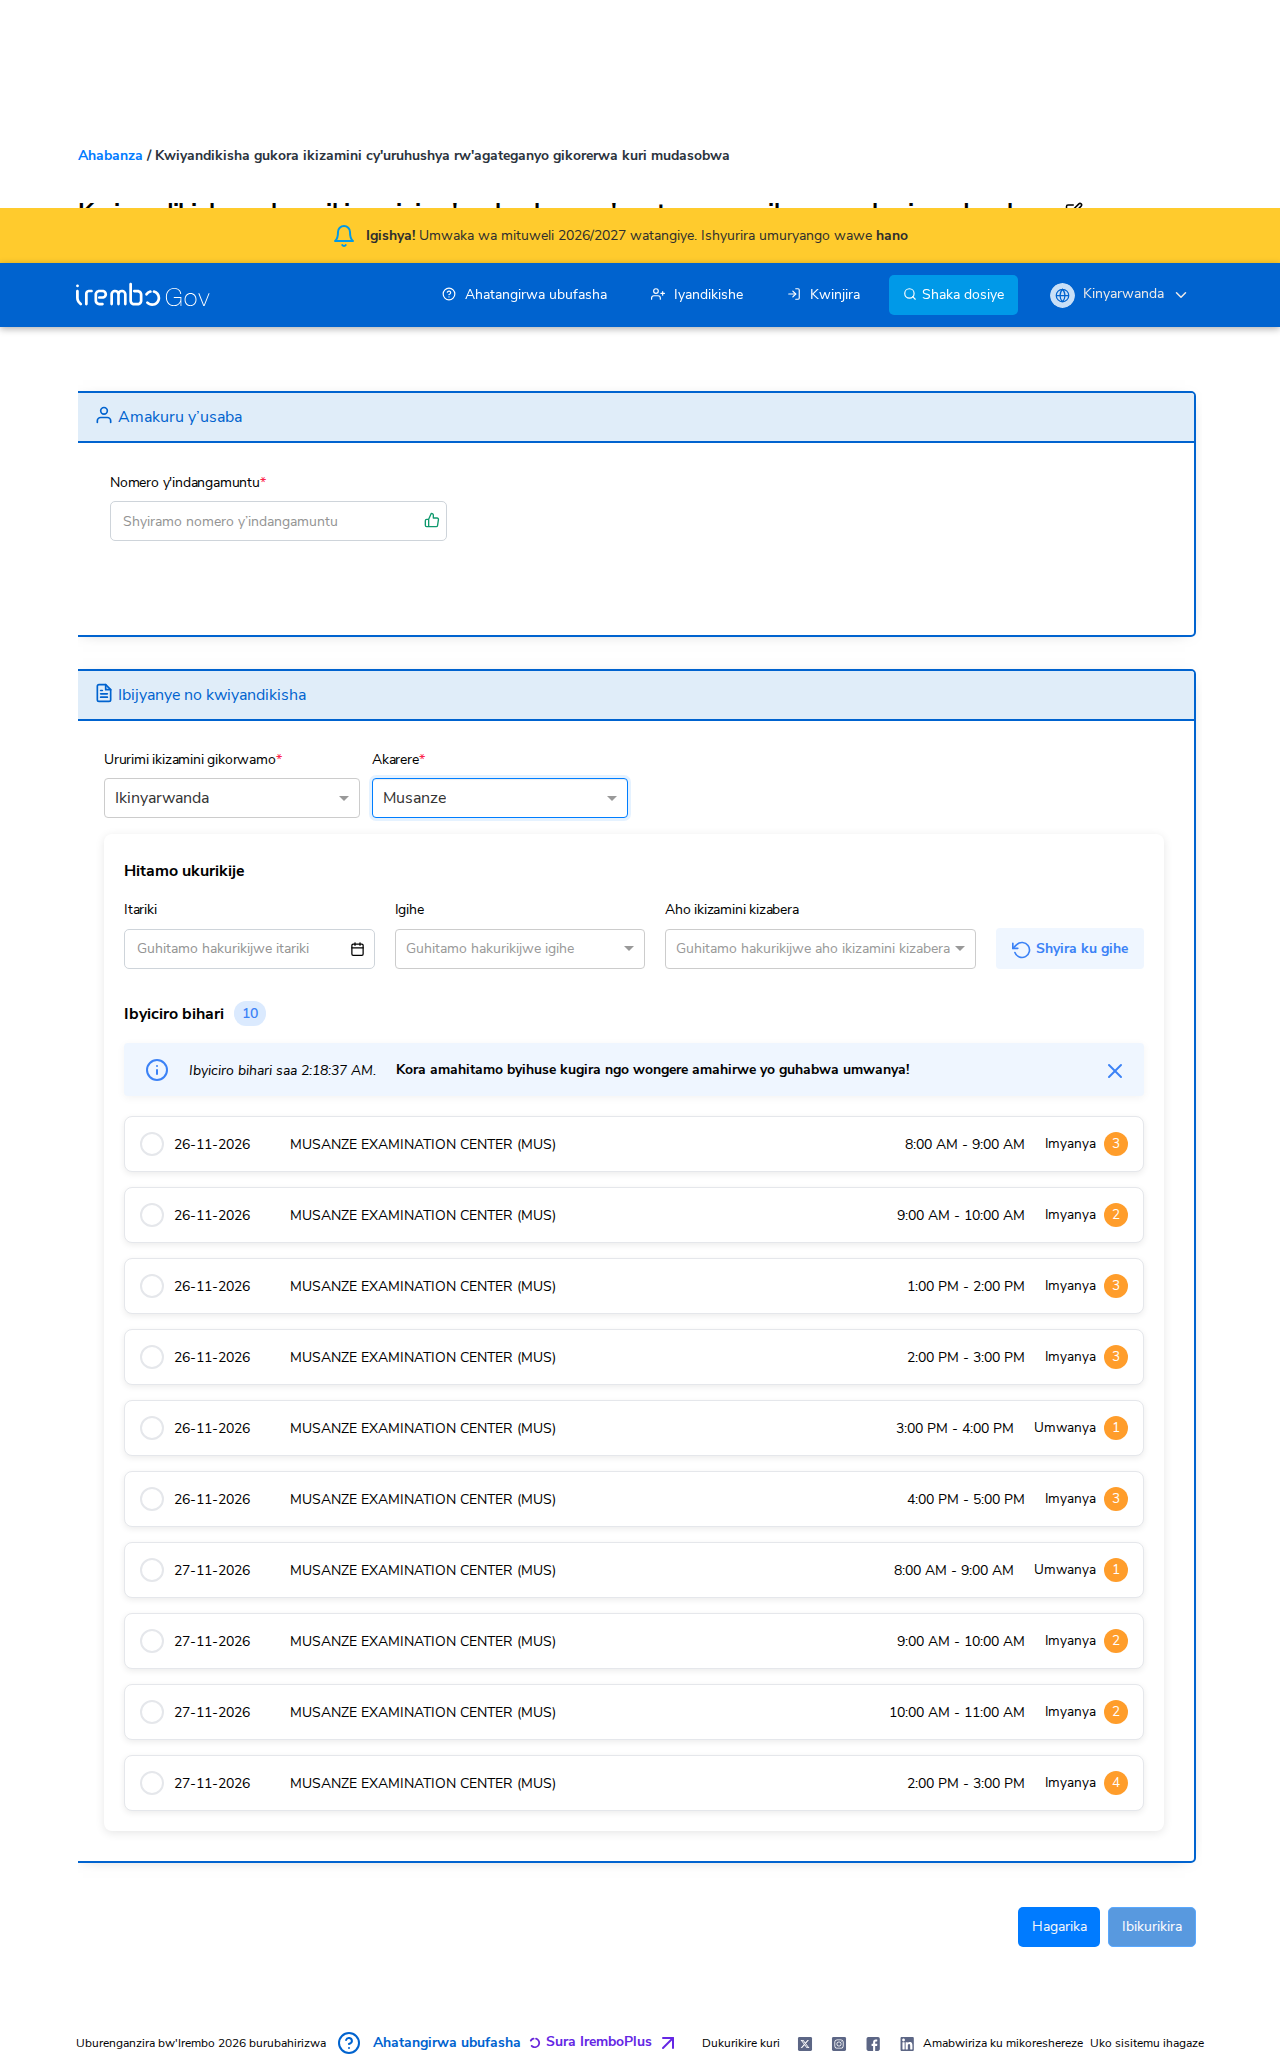 Ahabanza / Kwiyandikisha gukora ikizamini cy'uruhushya rw'agateganyo gikorerwa kuri mudasobwa
Igishya! Umwaka wa mituweli 2026/2027 watangiye. Ishyurira umuryango wawe hano
irembo Gov
Ahatangirwa ubufasha
Iyandikishe
Kwinjira
Shaka dosiye
Kinyarwanda
Amakuru y’usaba
Nomero y'indangamuntu*
Shyiramo nomero y’indangamuntu
Ibijyanye no kwiyandikisha
Ururimi ikizamini gikorwamo* Akarere*
Ikinyarwanda Musanze
Hitamo ukurikije
Itariki Igihe Aho ikizamini kizabera
Guhitamo hakurikijwe itariki Guhitamo hakurikijwe igihe Guhitamo hakurikijwe aho ikizamini kizabera Shyira ku gihe
Ibyiciro bihari 10
Ibyiciro bihari saa 2:18:37 AM. Kora amahitamo byihuse kugira ngo wongere amahirwe yo guhabwa umwanya!
26-11-2026 MUSANZE EXAMINATION CENTER (MUS) 8:00 AM - 9:00 AM Imyanya 3
26-11-2026 MUSANZE EXAMINATION CENTER (MUS) 9:00 AM - 10:00 AM Imyanya 2
26-11-2026 MUSANZE EXAMINATION CENTER (MUS) 1:00 PM - 2:00 PM Imyanya 3
26-11-2026 MUSANZE EXAMINATION CENTER (MUS) 2:00 PM - 3:00 PM Imyanya 3
26-11-2026 MUSANZE EXAMINATION CENTER (MUS) 3:00 PM - 4:00 PM Umwanya 1
26-11-2026 MUSANZE EXAMINATION CENTER (MUS) 4:00 PM - 5:00 PM Imyanya 3
27-11-2026 MUSANZE EXAMINATION CENTER (MUS) 8:00 AM - 9:00 AM Umwanya 1
27-11-2026 MUSANZE EXAMINATION CENTER (MUS) 9:00 AM - 10:00 AM Imyanya 2
27-11-2026 MUSANZE EXAMINATION CENTER (MUS) 10:00 AM - 11:00 AM Imyanya 2
27-11-2026 MUSANZE EXAMINATION CENTER (MUS) 2:00 PM - 3:00 PM Imyanya 4
Hagarika Ibikurikira
Uburenganzira bw'Irembo 2026 burubahirizwa Ahatangirwa ubufasha Sura IremboPlus Dukurikire kuri Amabwiriza ku mikoreshereze Uko sisitemu ihagaze